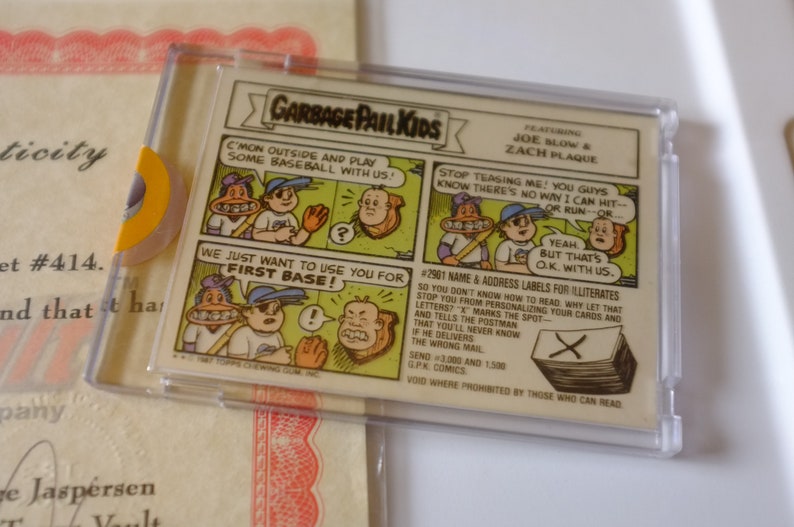 ticity
et #414.
nd that t has
pany
e Jaspersen
Vault
GARBAGE PAIL KIDS
FEATURING
JOE BLOW &
ZACH PLAQUE
C'MON OUTSIDE AND PLAY
SOME BASEBALL WITH US!
?
STOP TEASING ME! YOU GUYS
KNOW THERE'S NO WAY I CAN HIT--
OR RUN--OR...
YEAH.
BUT THAT'S
O.K. WITH US.
WE JUST WANT TO USE YOU FOR
FIRST BASE!
!
#2901 NAME & ADDRESS LABELS FOR ILLITERATES
SO YOU DON'T KNOW HOW TO READ. WHY LET THAT
STOP YOU FROM PERSONALIZING YOUR CARDS AND
LETTERS? "X" MARKS THE SPOT—
AND TELLS THE POSTMAN
THAT YOU'LL NEVER KNOW
IF HE DELIVERS
THE WRONG MAIL.
SEND #3,000 AND 1,500
G.P.K. COMICS.
X
VOID WHERE PROHIBITED BY THOSE WHO CAN READ.
* * © 1987 TOPPS CHEWING GUM, INC.